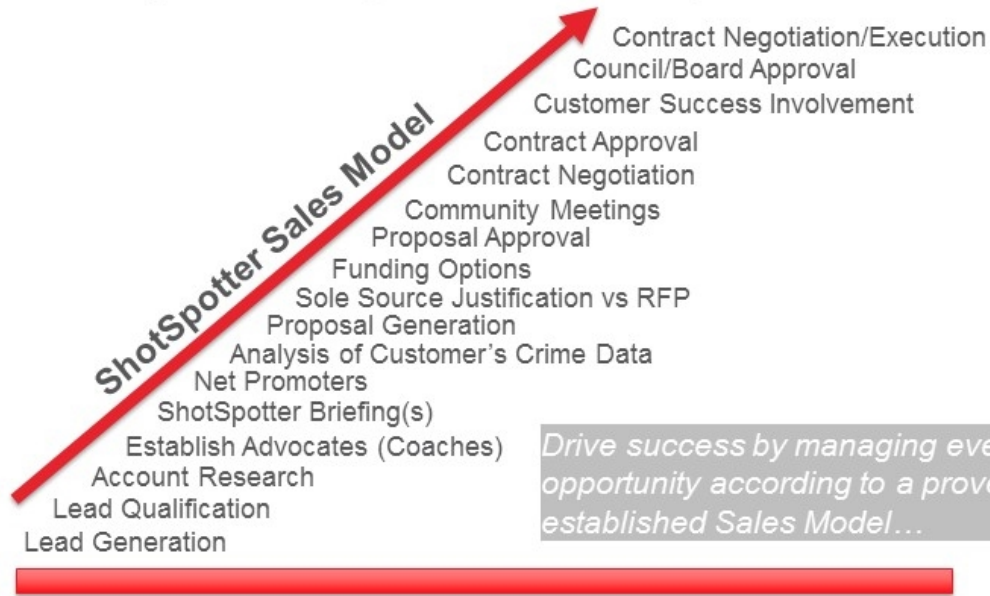 Contract Negotiation/Execution
Council/Board Approval
Customer Success Involvement
Contract Approval
Contract Negotiation
Community Meetings
Proposal Approval
Funding Options
Sole Source Justification vs RFP
Proposal Generation
Analysis of Customer's Crime Data
Net Promoters
ShotSpotter Briefing(s)
Establish Advocates (Coaches)
Account Research
Lead Qualification
Lead Generation
ShotSpotter Sales Model
Drive success by managing eve
opportunity according to a prove
established Sales Model…